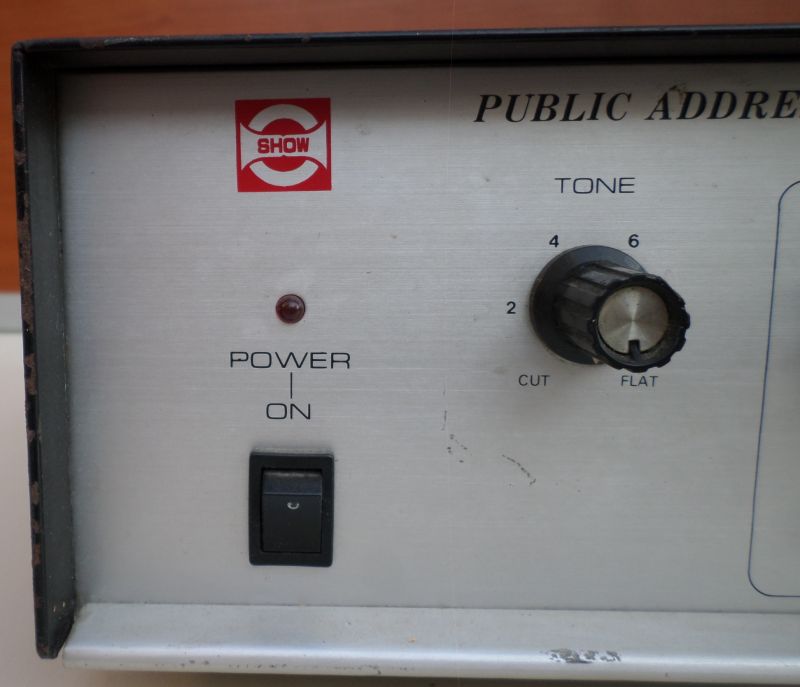 SHOW
PUBLIC ADDRE
TONE
4 6
2
CUT FLAT
POWER
ON